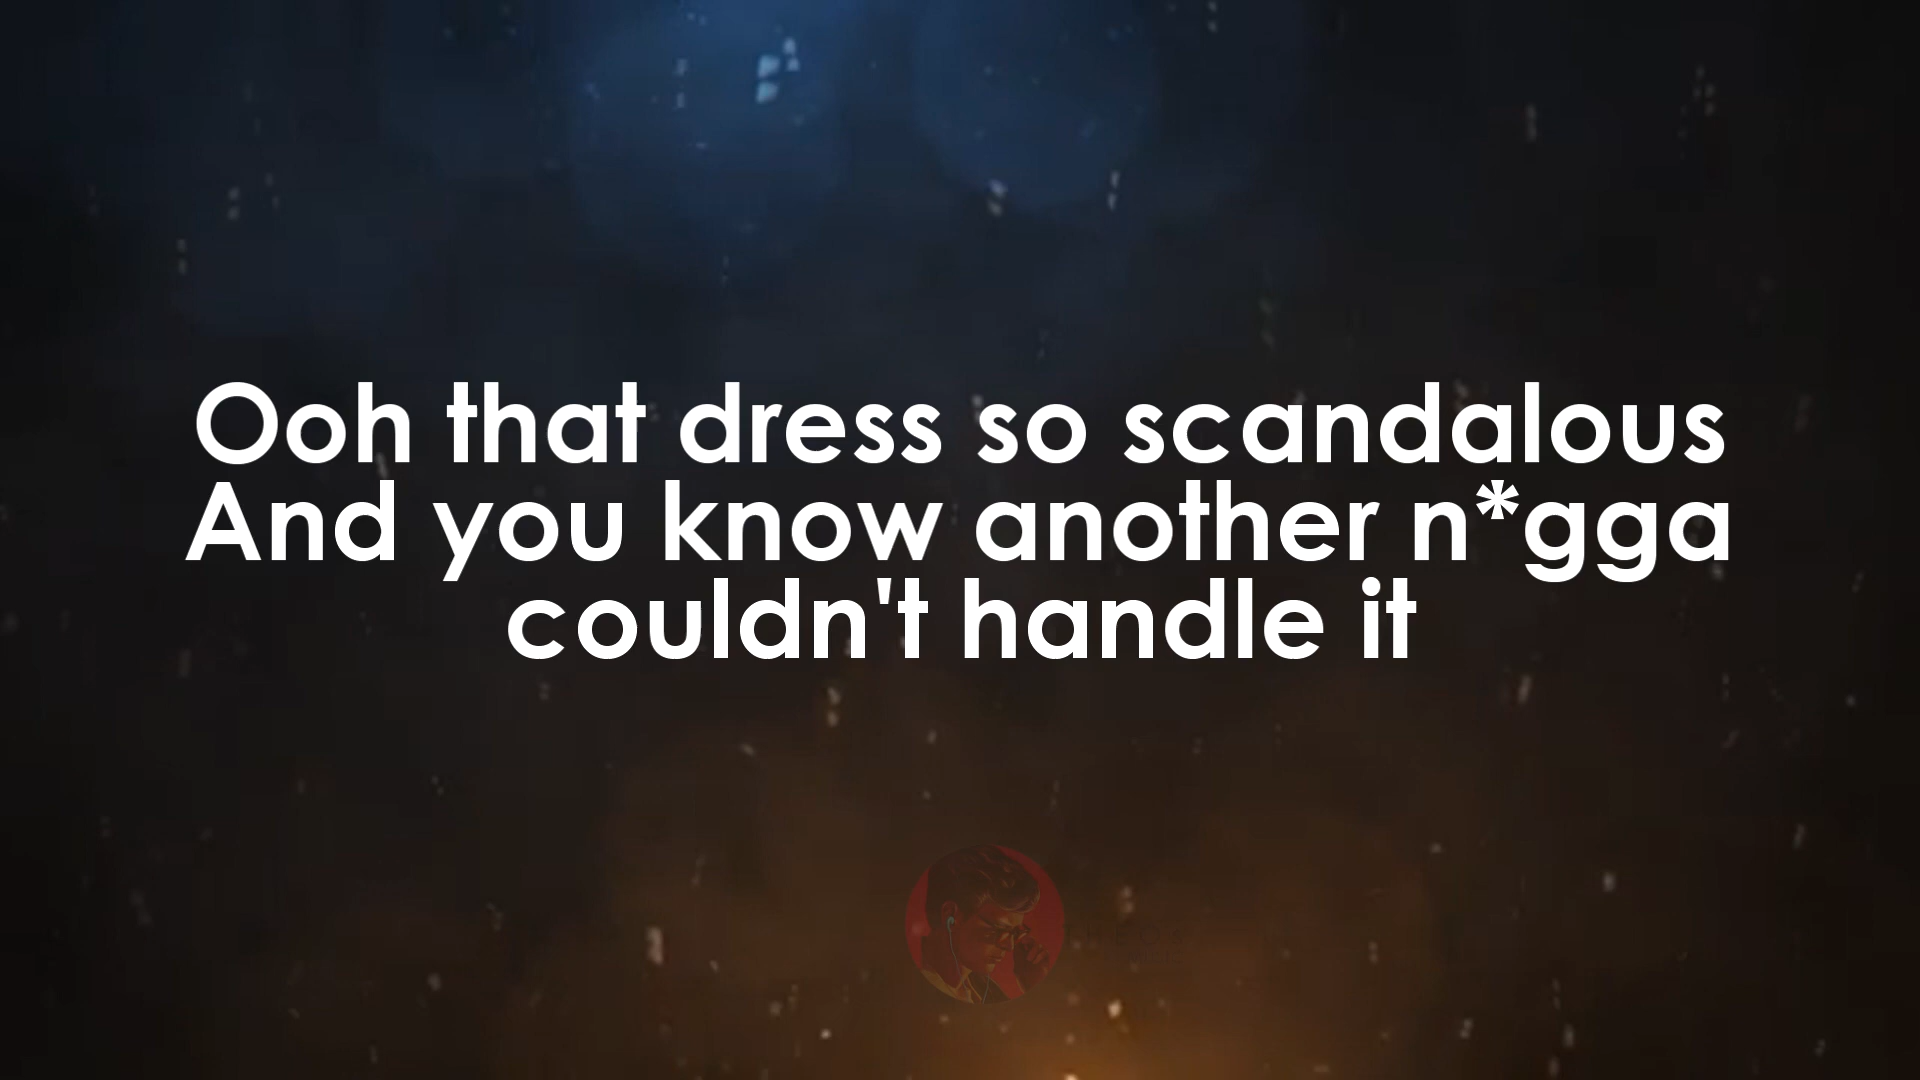 Ooh that dress so scandalous
And you know another n*gga
couldn't handle it